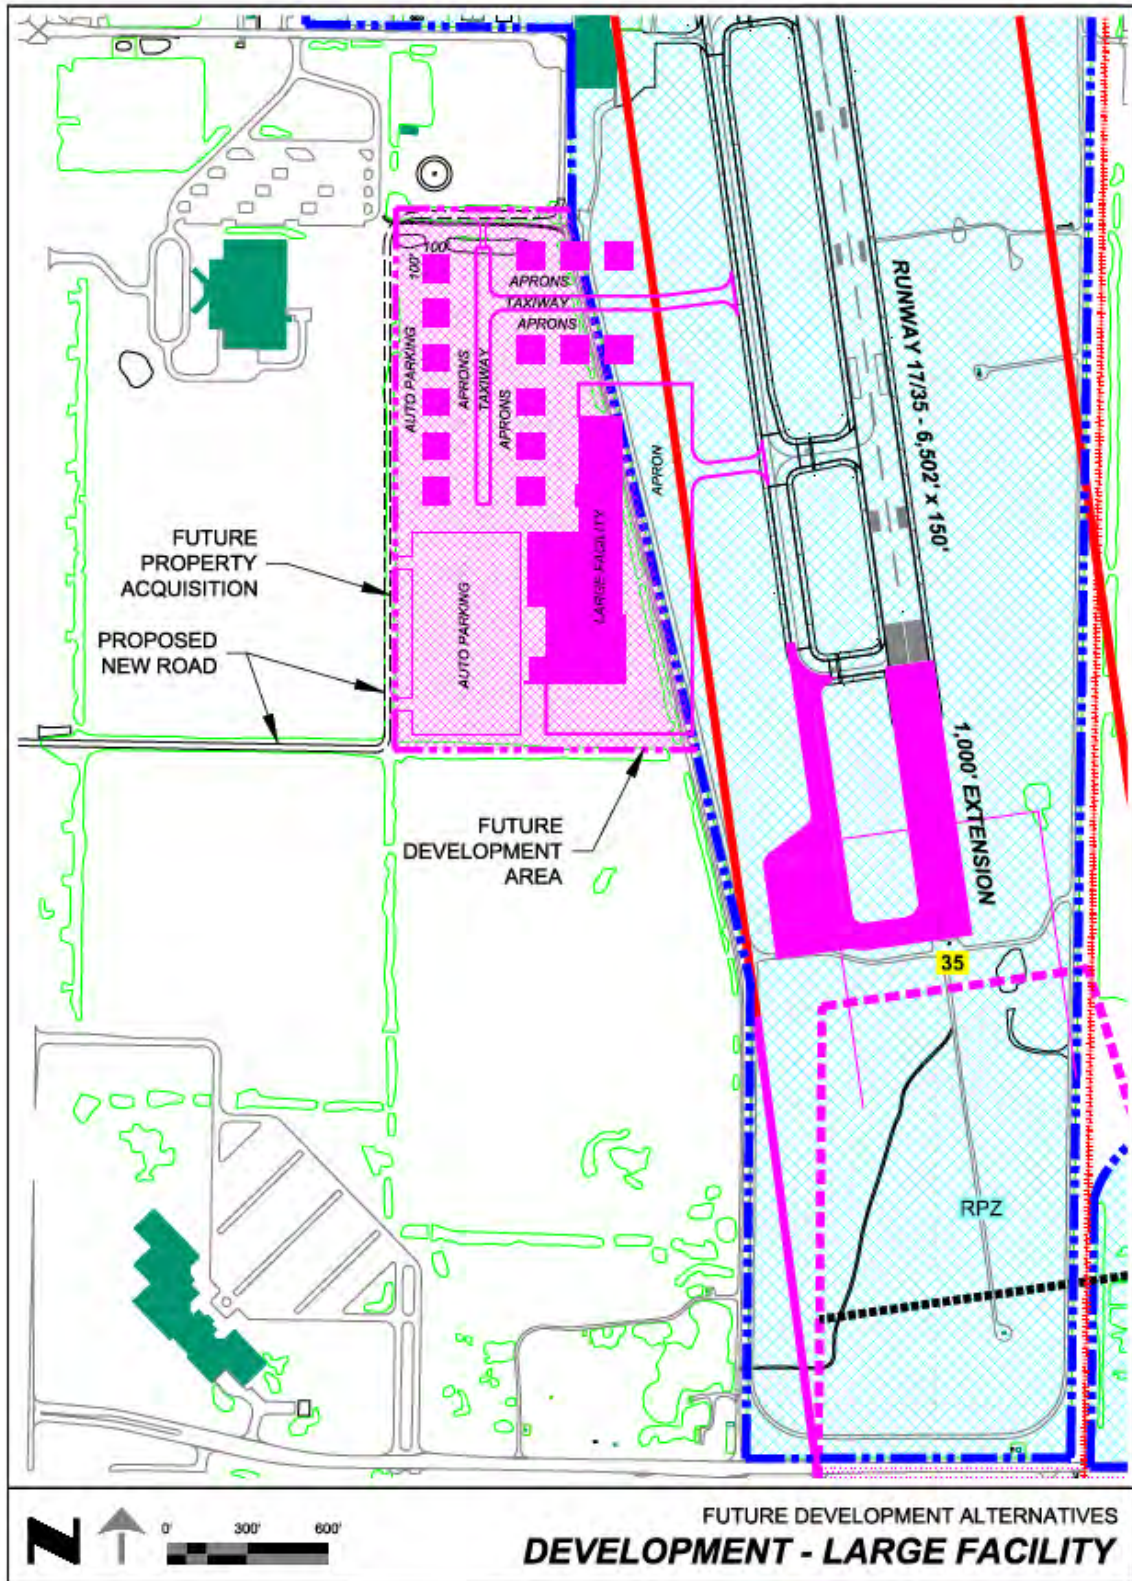 100'
100'
APRONS
TAXIWAY
APRONS
AUTO PARKING
APRONS
TAXIWAY
APRONS
APRON
RUNWAY 17/35 - 6,502' x 150'
LARGE FACILITY
AUTO PARKING
FUTURE
PROPERTY
ACQUISITION
PROPOSED
NEW ROAD
1,000' EXTENSION
FUTURE
DEVELOPMENT
AREA
35
RPZ
N
0'
300'
600'
FUTURE DEVELOPMENT ALTERNATIVES
DEVELOPMENT - LARGE FACILITY